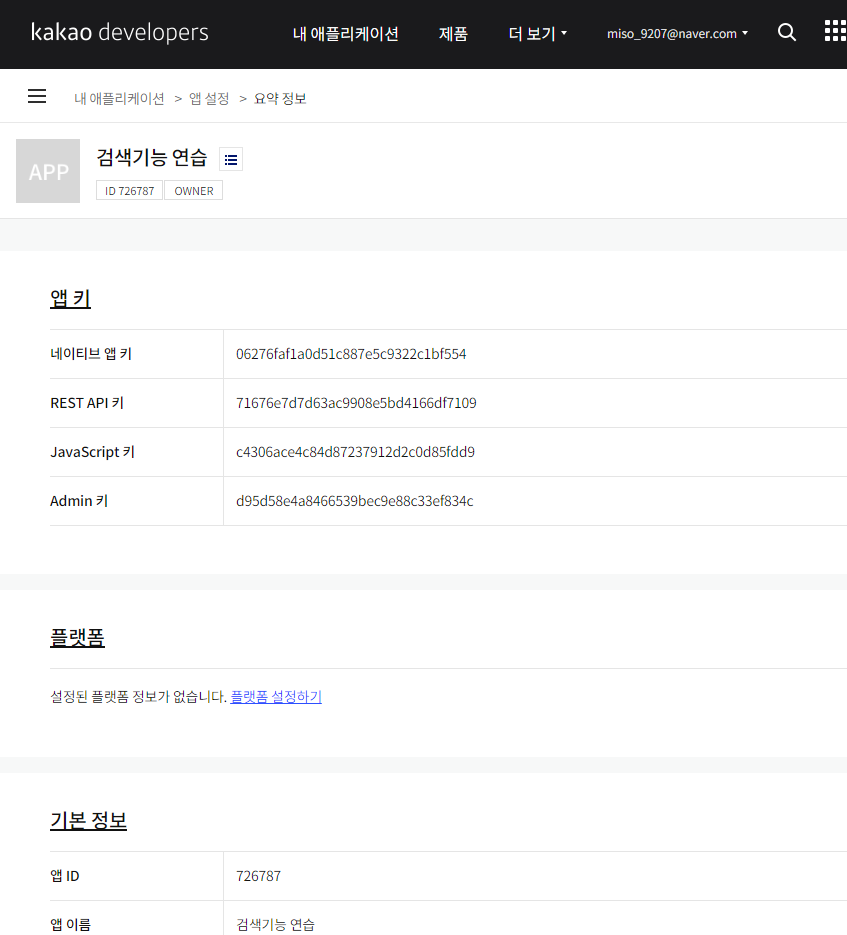 kakao developers 내 애플리케이션 제품 더 보기 miso_9207@naver.com
내 애플리케이션 > 앱 설정 > 요약 정보
APP
검색기능 연습
ID 726787 OWNER
앱 키
네이티브 앱 키 06276faf1a0d51c887e5c9322c1bf554
REST API 키 71676e7d7d63ac9908e5bd4166df7109
JavaScript 키 c4306ace4c84d87237912d2c0d85fdd9
Admin 키 d95d58e4a8466539bec9e88c33ef834c
플랫폼
설정된 플랫폼 정보가 없습니다. 플랫폼 설정하기
기본 정보
앱 ID 726787
앱 이름 검색기능 연습